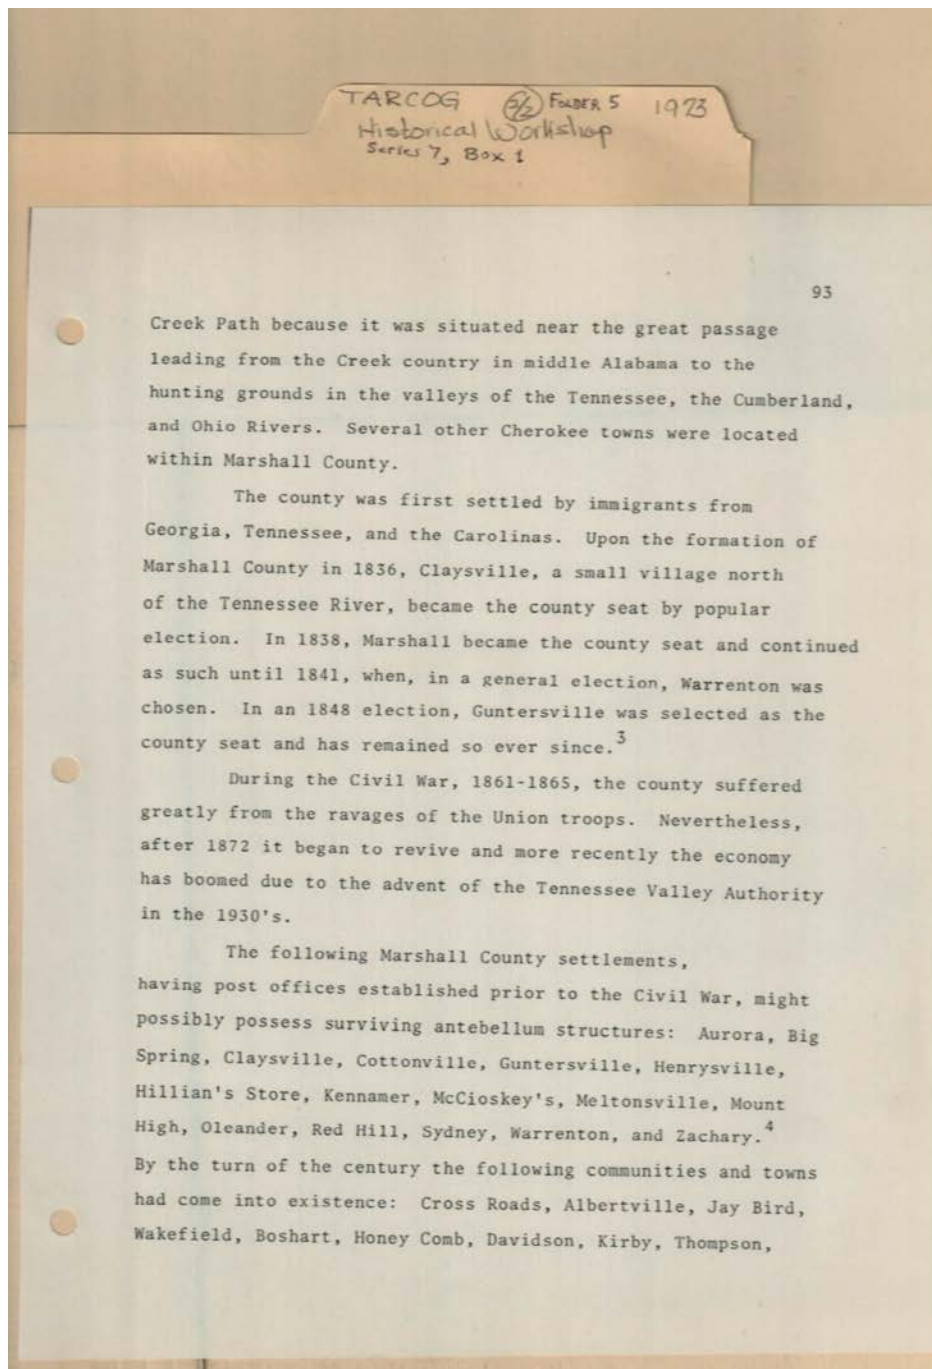 TARCOG 2/2 FOLDER 5 1973
Historical Workshop
Series 7, Box 1
93
Creek Path because it was situated near the great passage
leading from the Creek country in middle Alabama to the
hunting grounds in the valleys of the Tennessee, the Cumberland,
and Ohio Rivers. Several other Cherokee towns were located
within Marshall County.
The county was first settled by immigrants from
Georgia, Tennessee, and the Carolinas. Upon the formation of
Marshall County in 1836, Claysville, a small village north
of the Tennessee River, became the county seat by popular
election. In 1838, Marshall became the county seat and continued
as such until 1841, when, in a general election, Warrenton was
chosen. In an 1848 election, Guntersville was selected as the
county seat and has remained so ever since.3
During the Civil War, 1861-1865, the county suffered
greatly from the ravages of the Union troops. Nevertheless,
after 1872 it began to revive and more recently the economy
has boomed due to the advent of the Tennessee Valley Authority
in the 1930's.
The following Marshall County settlements,
having post offices established prior to the Civil War, might
possibly possess surviving antebellum structures: Aurora, Big
Spring, Claysville, Cottonville, Guntersville, Henrysville,
Hillian's Store, Kennamer, McCioskey's, Meltonsville, Mount
High, Oleander, Red Hill, Sydney, Warrenton, and Zachary.4
By the turn of the century the following communities and towns
had come into existence: Cross Roads, Albertville, Jay Bird,
Wakefield, Boshart, Honey Comb, Davidson, Kirby, Thompson,